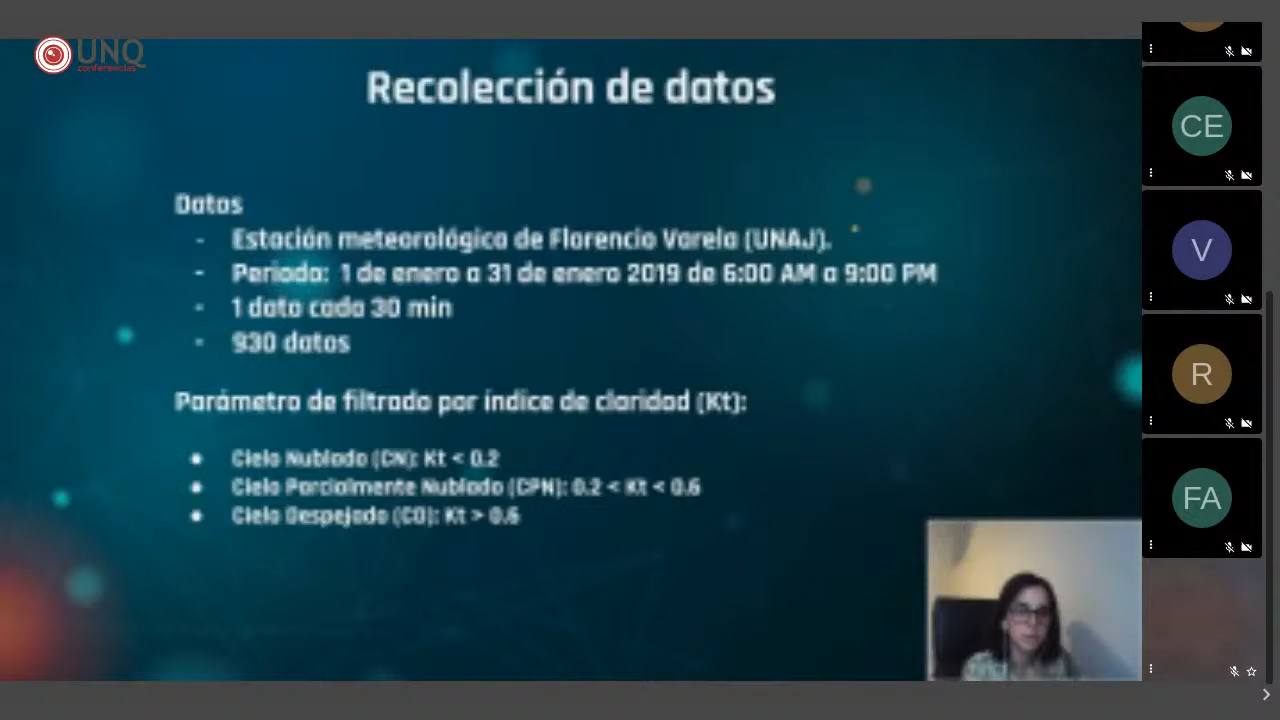 UNQ
conferencias
Recolección de datos
Datos
- Estación meteorológica de Florencio Varela (UNAJ).
- Periodo: 1 de enero a 31 de enero 2019 de 6:00 AM a 9:00 PM
- 1 dato cada 30 min
- 930 datos
Parámetro de filtrado por índice de claridad (Kt):
• Cielo Nublado (CN): Kt < 0.2
• Cielo Parcialmente Nublado (CPN): 0.2 < Kt < 0.6
• Cielo Despejado (CD): Kt > 0.6
CE
V
R
FA